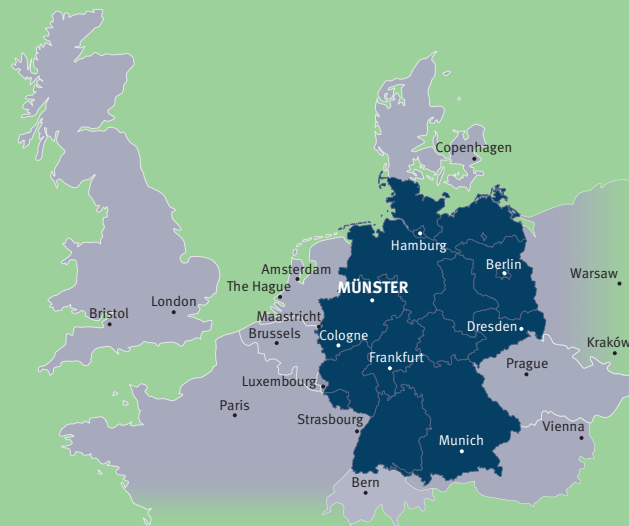 Copenhagen
Hamburg
Berlin
Amsterdam
Warsaw
The Hague
MÜNSTER
London
Bristol
Maastricht
Dresden
Brussels
Cologne
Kraków
Frankfurt
Prague
Luxembourg
Paris
Strasbourg
Vienna
Munich
Bern